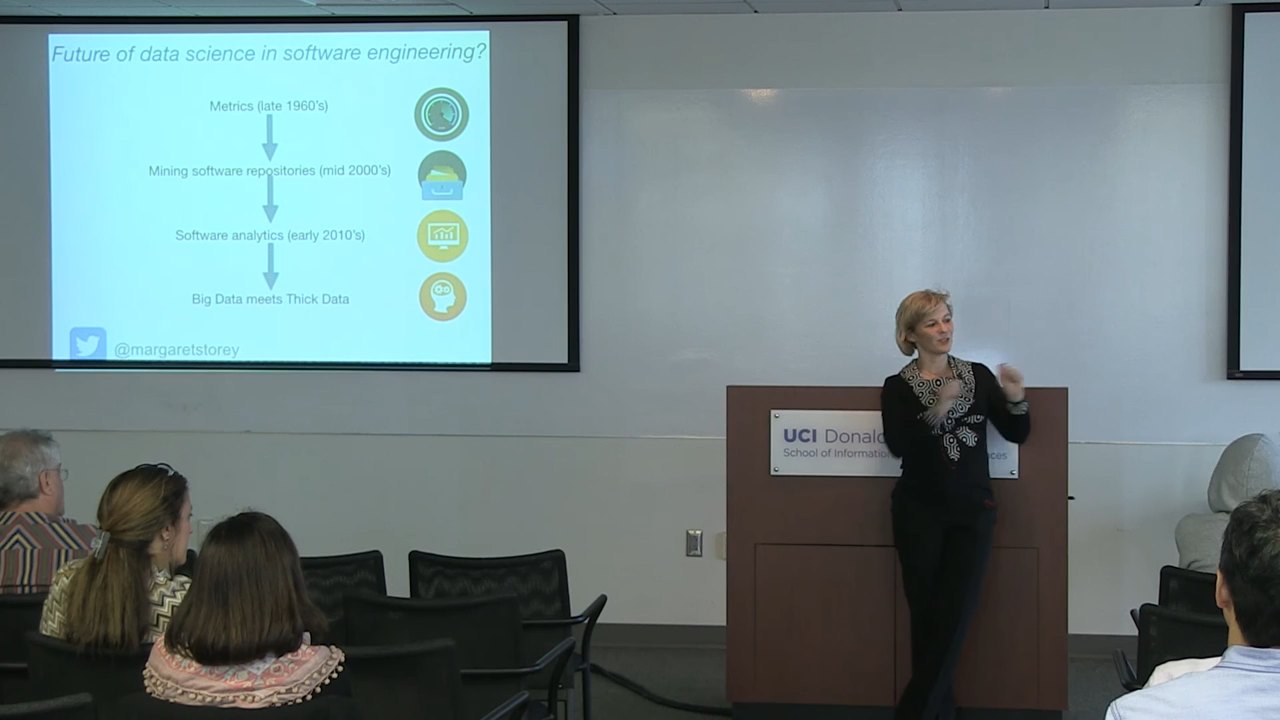 Future of data science in software engineering?
Metrics (late 1960's)
Mining software repositories (mid 2000's)
Software analytics (early 2010's)
Big Data meets Thick Data
@margaretstorey
UCI Donald
School of Information